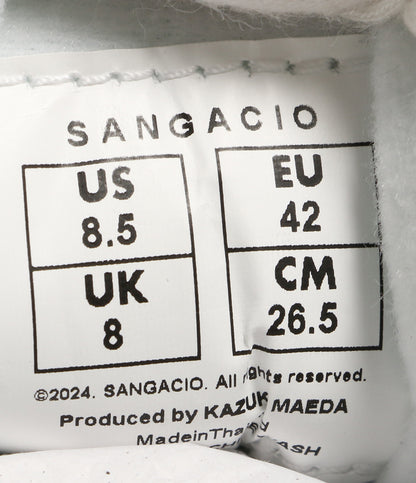 SANGACIO
US EU
8.5 42
UK CM
8 26.5
©2024. SANGACIO. All rights reserved.
Produced by KAZUKI MAEDA
MadeinThai